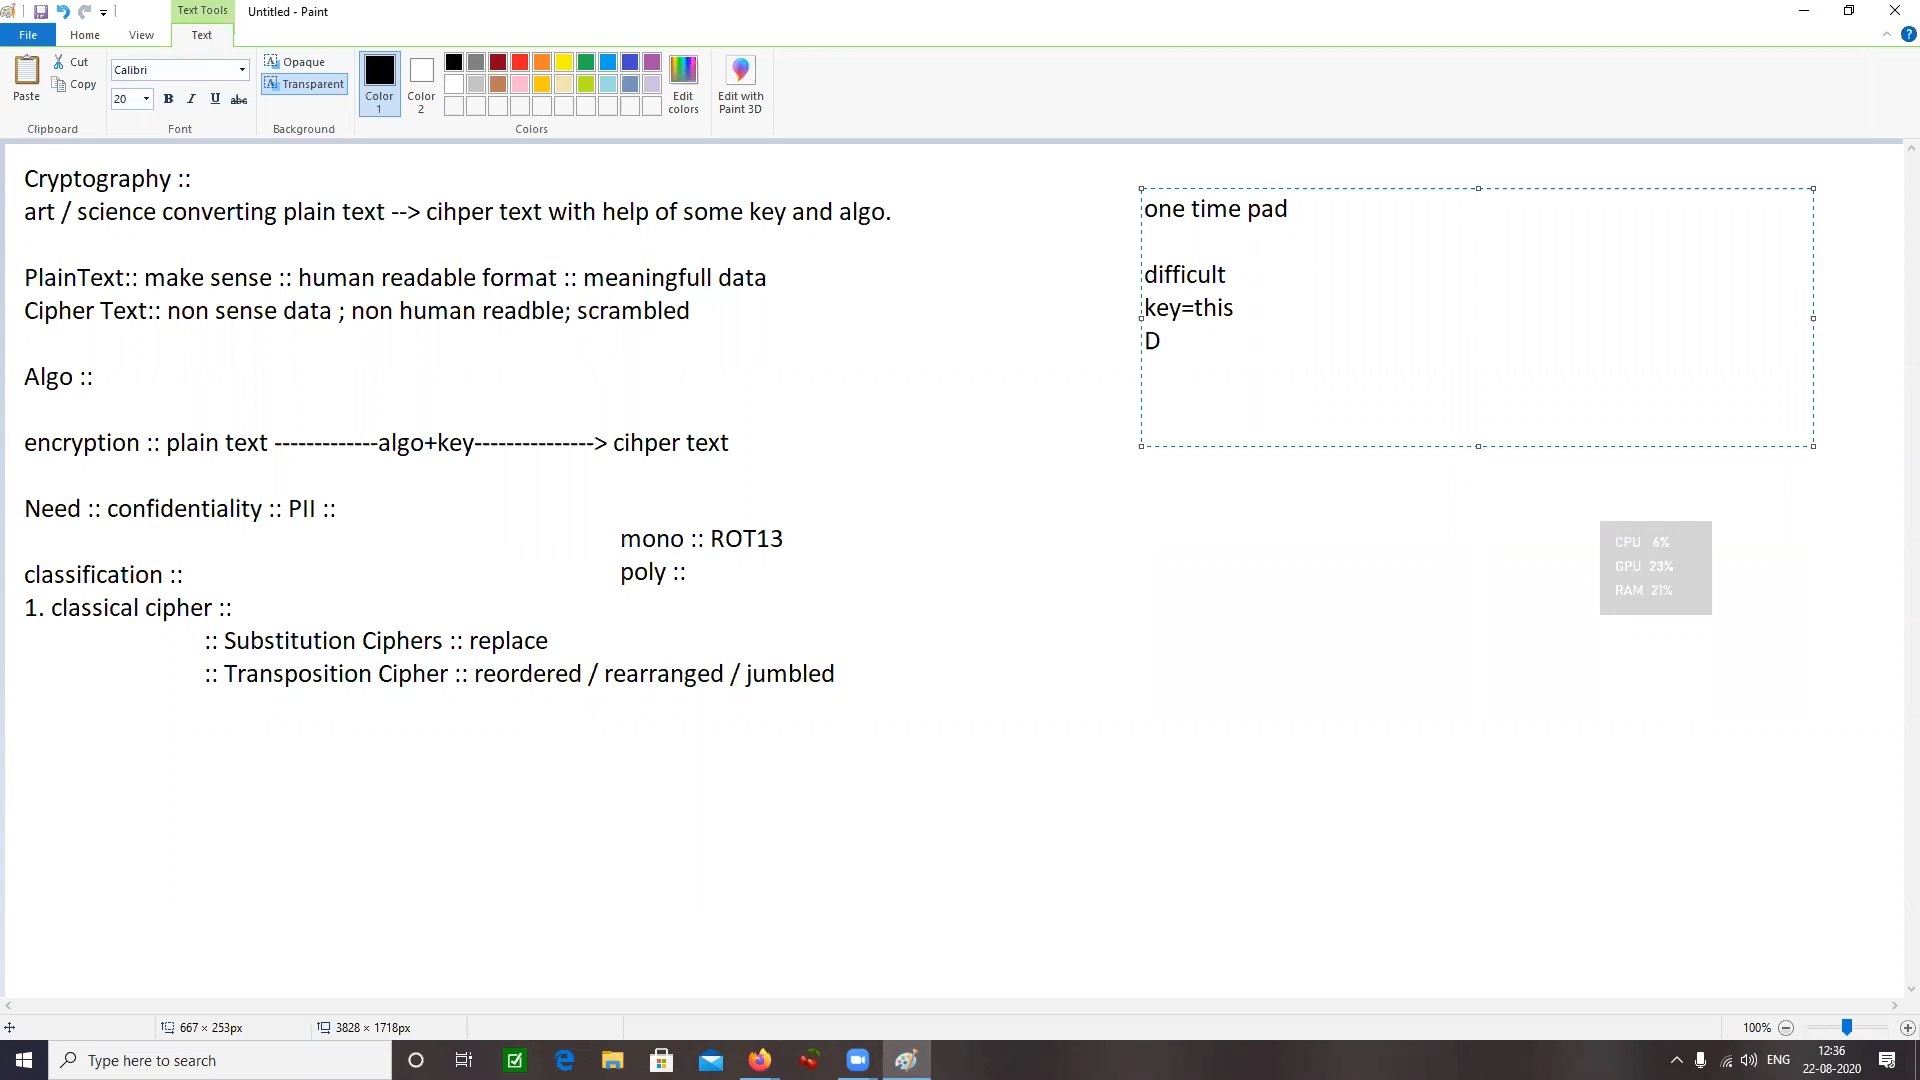 Text Tools
Untitled - Paint
File
Home
View
Text
Paste
Cut
Copy
Clipboard
Calibri
20
B
I
U
abc
Font
Opaque
Transparent
Background
Color 1
Color 2
Edit colors
Colors
Edit with Paint 3D
Cryptography ::
art / science converting plain text --> cihper text with help of some key and algo.
PlainText:: make sense :: human readable format :: meaningfull data
Cipher Text:: non sense data ; non human readble; scrambled
Algo ::
encryption :: plain text -------------algo+key---------------> cihper text
Need :: confidentiality :: PII ::
mono :: ROT13
poly ::
classification ::
1. classical cipher ::
:: Substitution Ciphers :: replace
:: Transposition Cipher :: reordered / rearranged / jumbled
one time pad
difficult
key=this
D
CPU 6%
GPU 23%
RAM 21%
667 × 253px
3828 × 1718px
100%
Type here to search
ENG
12:36
22-08-2020